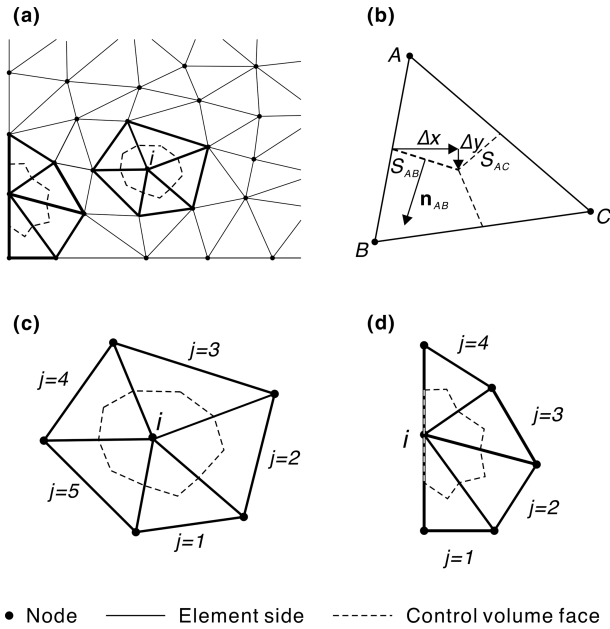 (a)
i
(b)
A
Δx
Δy
S_AB
S_AC
n_AB
B
C
(c)
j=3
j=4
i
j=2
j=5
j=1
(d)
j=4
j=3
i
j=2
j=1
Node
Element side
Control volume face